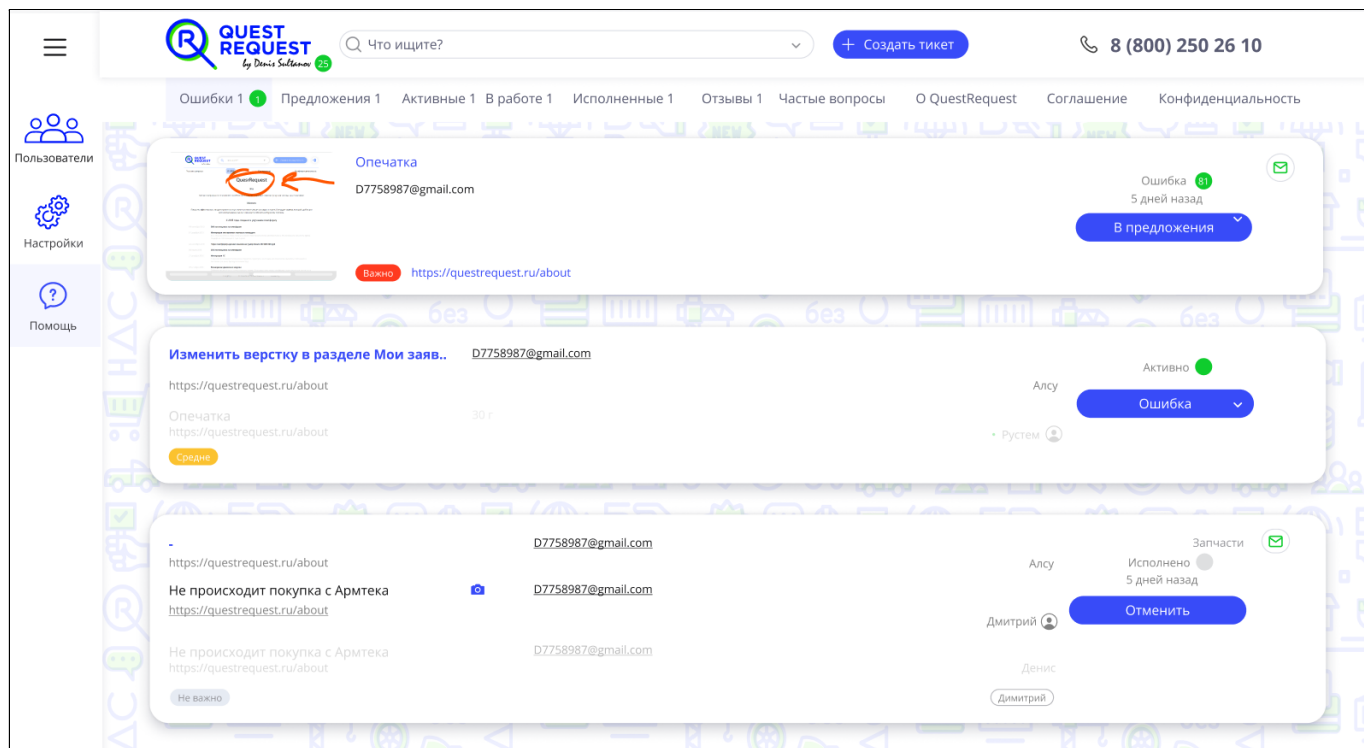 QUEST
REQUEST
by Denis Sultanov 25
Что ищите?
+ Создать тикет
8 (800) 250 26 10
Ошибки 1 1 Предложения 1 Активные 1 В работе 1 Исполненные 1 Отзывы 1 Частые вопросы О QuestRequest Соглашение Конфиденциальность
Пользователи
Настройки
Помощь
Опечатка
D7758987@gmail.com
Ошибка 81
5 дней назад
В предложения
Важно https://questrequest.ru/about
Изменить верстку в разделе Мои заяв.. D7758987@gmail.com
Активно
https://questrequest.ru/about Алсу
Ошибка
Опечатка 30 г
https://questrequest.ru/about
• Рустем
Средне
- D7758987@gmail.com Запчасти
https://questrequest.ru/about Алсу Исполнено
5 дней назад
Не происходит покупка с Армтека D7758987@gmail.com
https://questrequest.ru/about Отменить
Дмитрий
Не происходит покупка с Армтека D7758987@gmail.com
https://questrequest.ru/about Денис
Не важно Димитрий